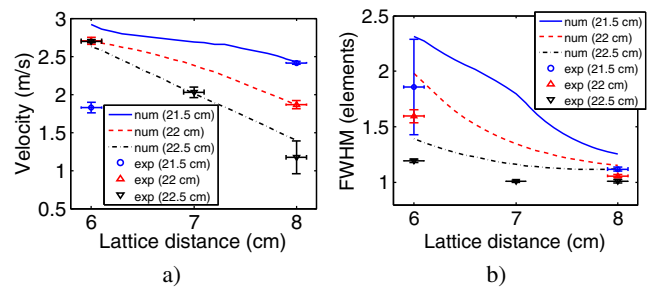 3
2.5
2
1.5
1
0.5
Velocity (m/s)
6
7
8
Lattice distance (cm)
num (21.5 cm)
num (22 cm)
num (22.5 cm)
exp (21.5 cm)
exp (22 cm)
exp (22.5 cm)
a)
2.5
2
1.5
1
FWHM (elements)
6
7
8
Lattice distance (cm)
num (21.5 cm)
num (22 cm)
num (22.5 cm)
exp (21.5 cm)
exp (22 cm)
exp (22.5 cm)
b)